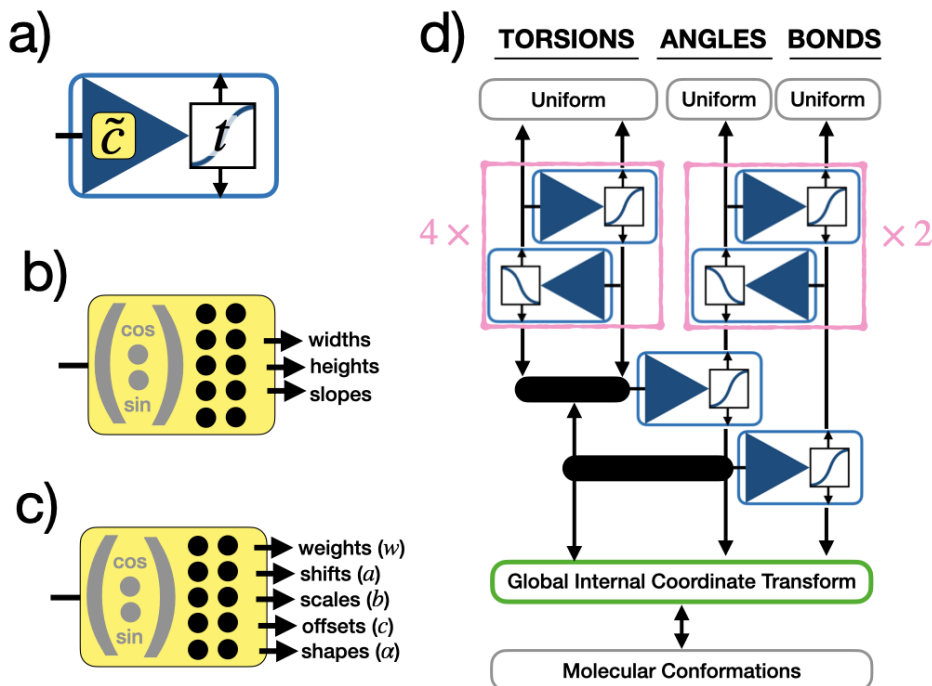 a)
c̃
t
b)
cos
sin
widths
heights
slopes
c)
cos
sin
weights (w)
shifts (a)
scales (b)
offsets (c)
shapes (α)
d)
TORSIONS ANGLES BONDS
Uniform Uniform Uniform
4 ×
× 2
Global Internal Coordinate Transform
Molecular Conformations